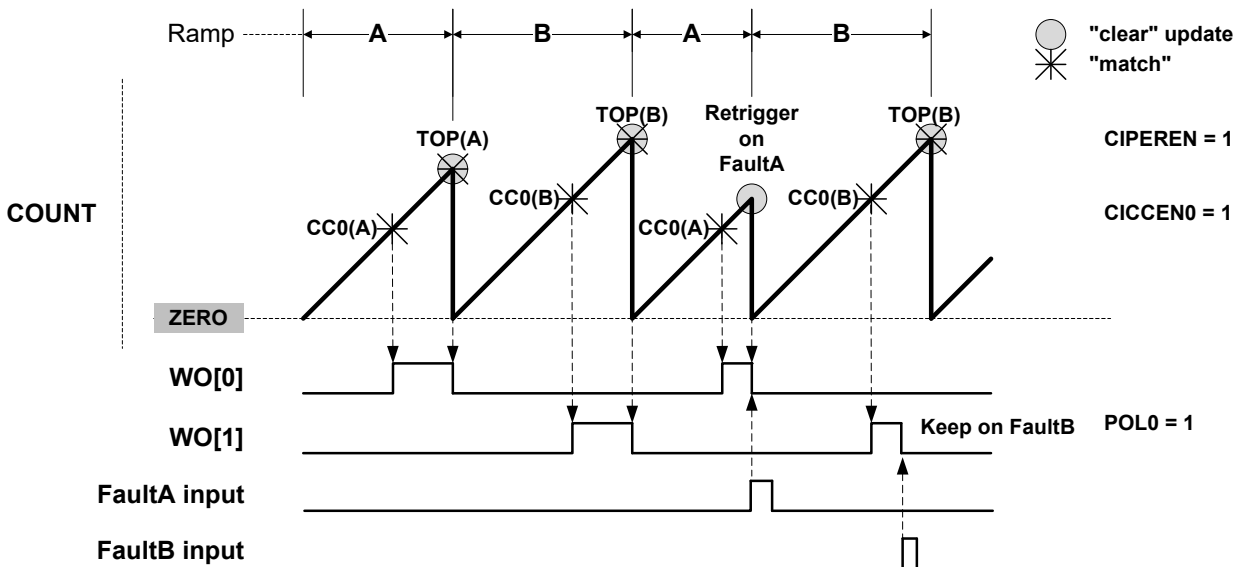 Ramp
A
B
A
B
"clear" update
"match"
TOP(A)
TOP(B)
Retrigger
on
FaultA
TOP(B)
CIPEREN = 1
COUNT
CC0(A)
CC0(B)
CC0(A)
CC0(B)
CICCEN0 = 1
ZERO
WO[0]
WO[1]
Keep on FaultB
POL0 = 1
FaultA input
FaultB input